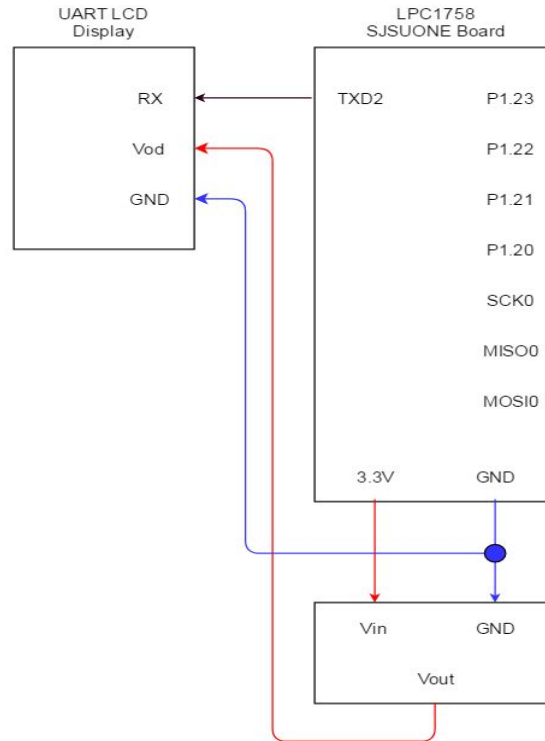 UART LCD
Display
LPC1758
SJSUONE Board
RX
TXD2
P1.23
Vod
P1.22
GND
P1.21
P1.20
SCK0
MISO0
MOSI0
3.3V
GND
Vin
GND
Vout